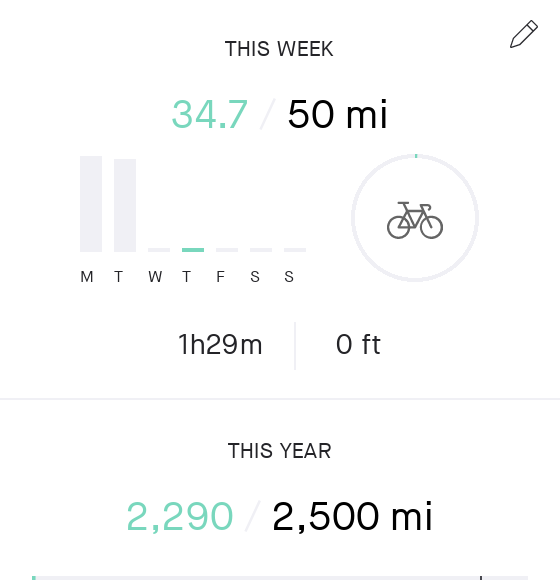 THIS WEEK
34.7 / 50 mi
M T W T F S S
1h29m 0 ft
THIS YEAR
2,290 / 2,500 mi